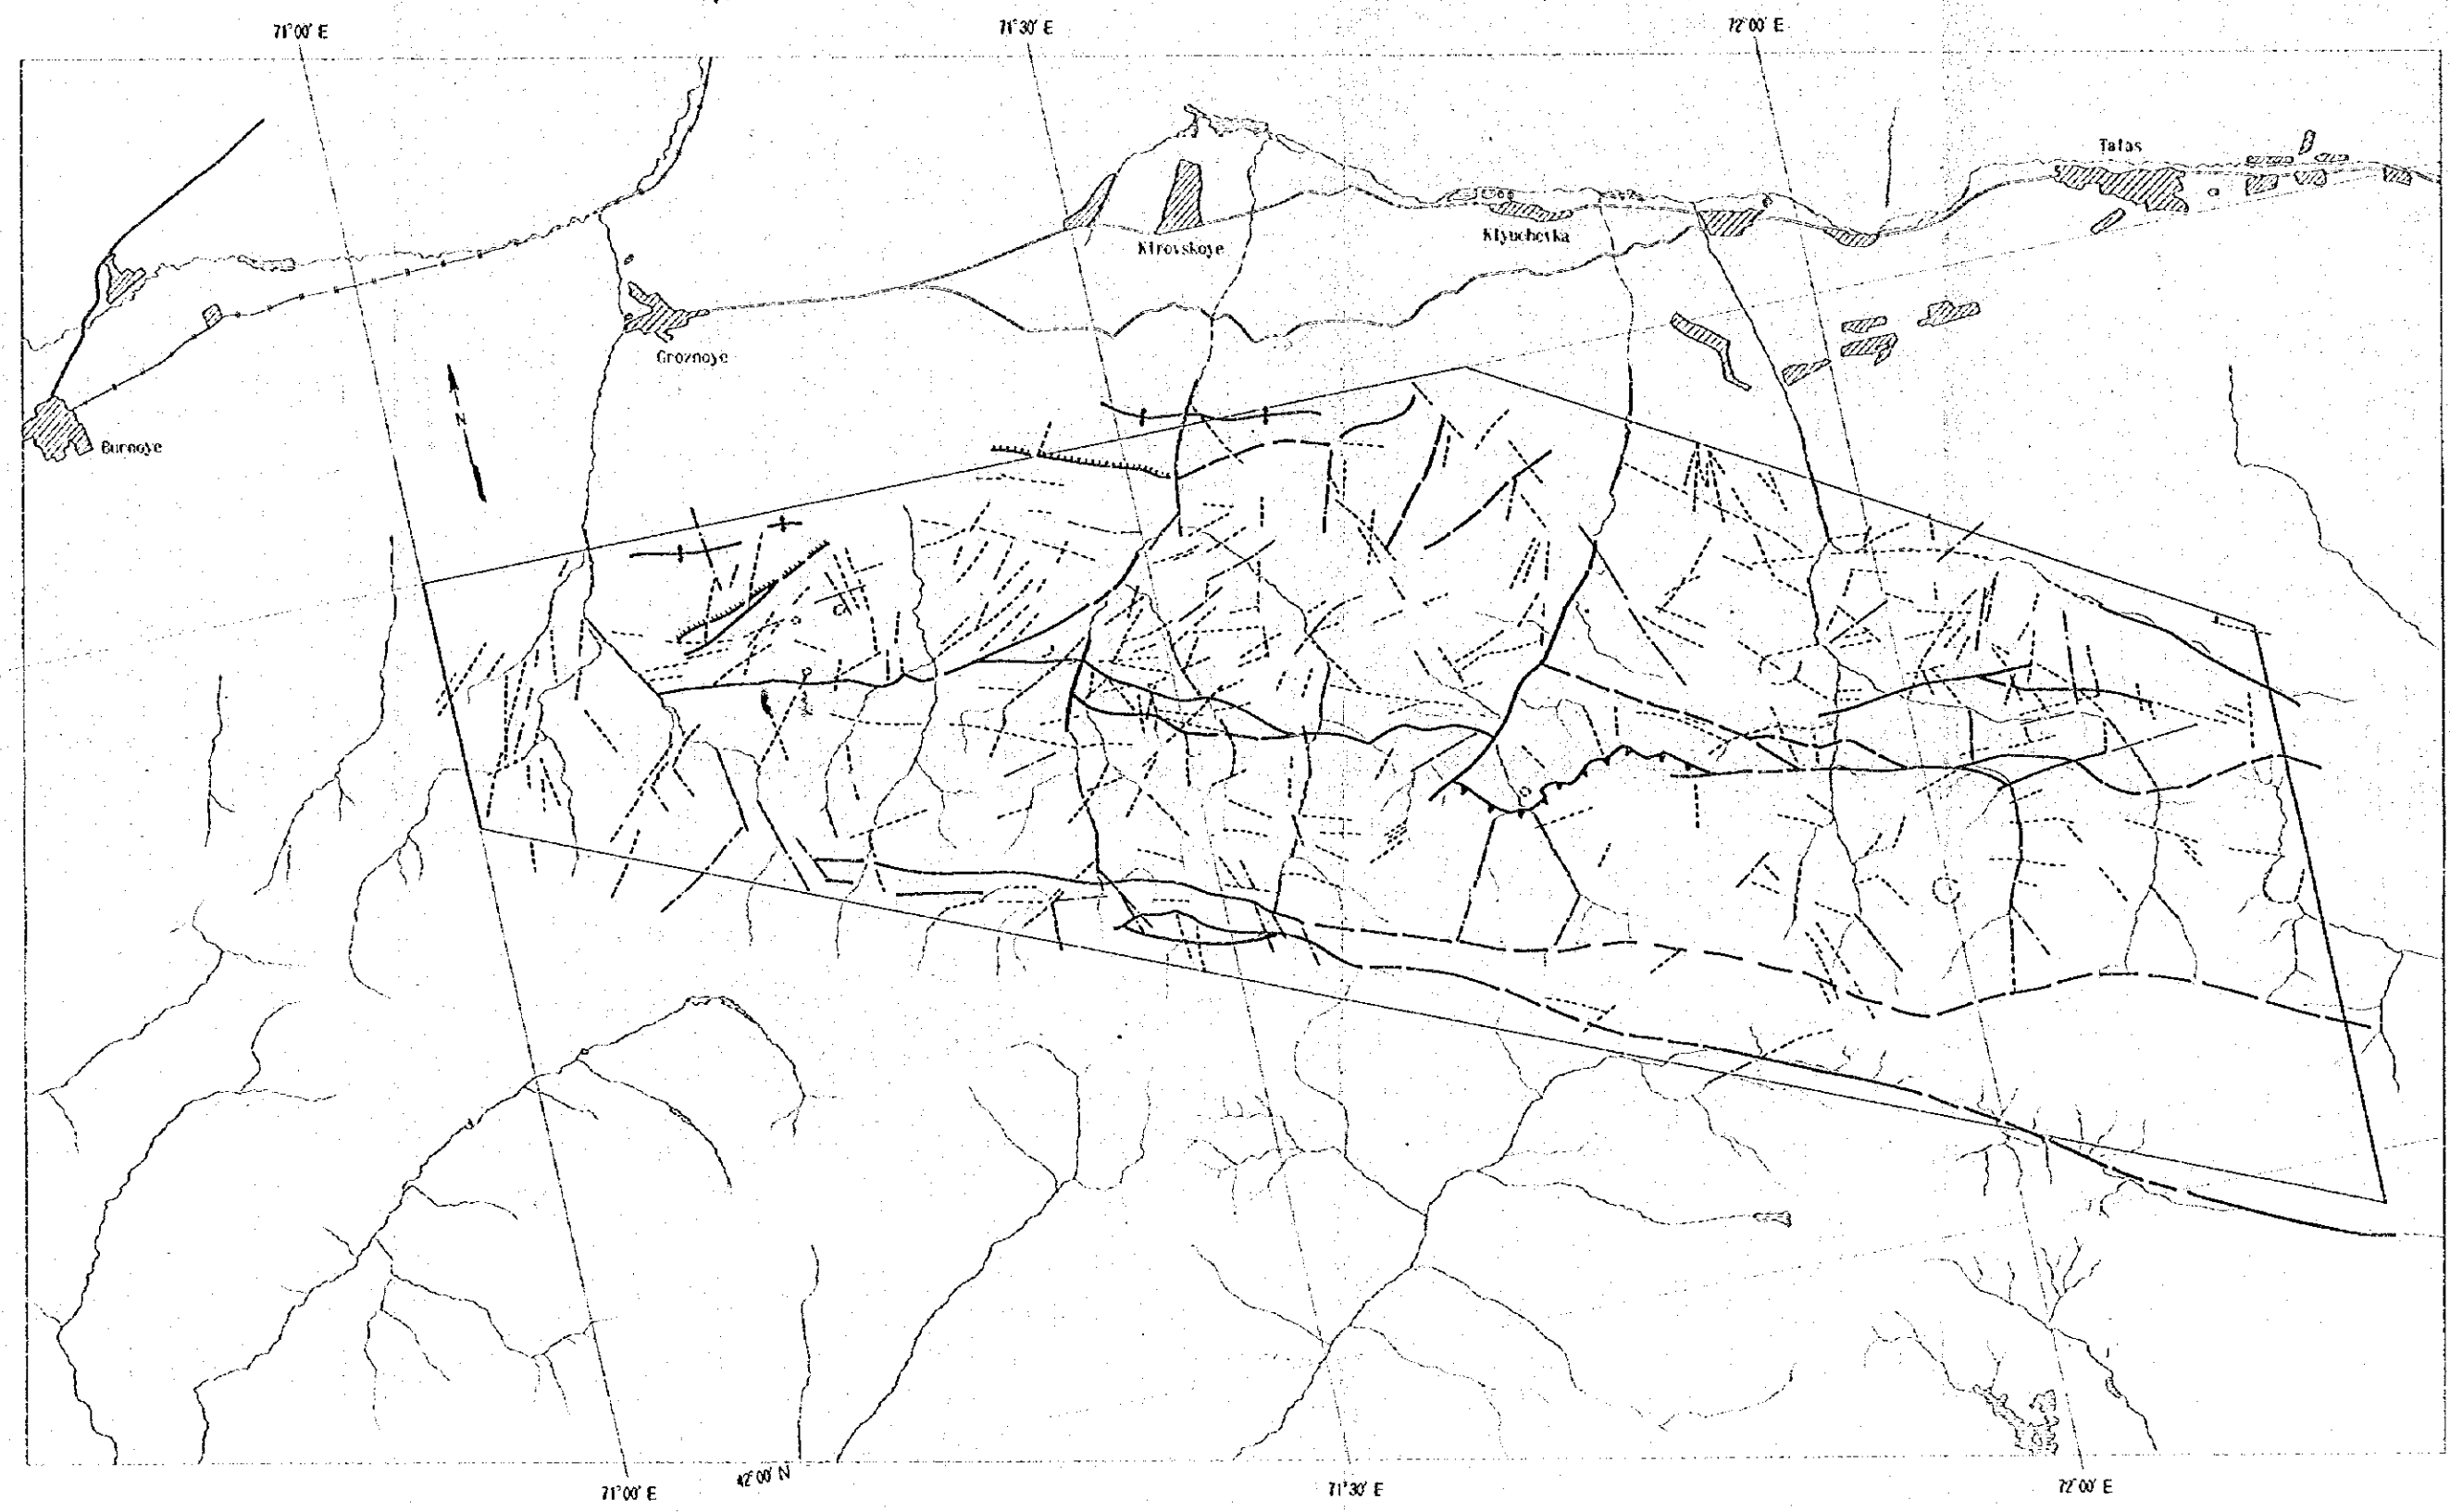 71°00' E
71°30' E
72°00' E
Talas
Kirovskoye
Klyuchevka
Groznoye
Burnoye
N
71°00' E
42°00' N
71°30' E
72°00' E